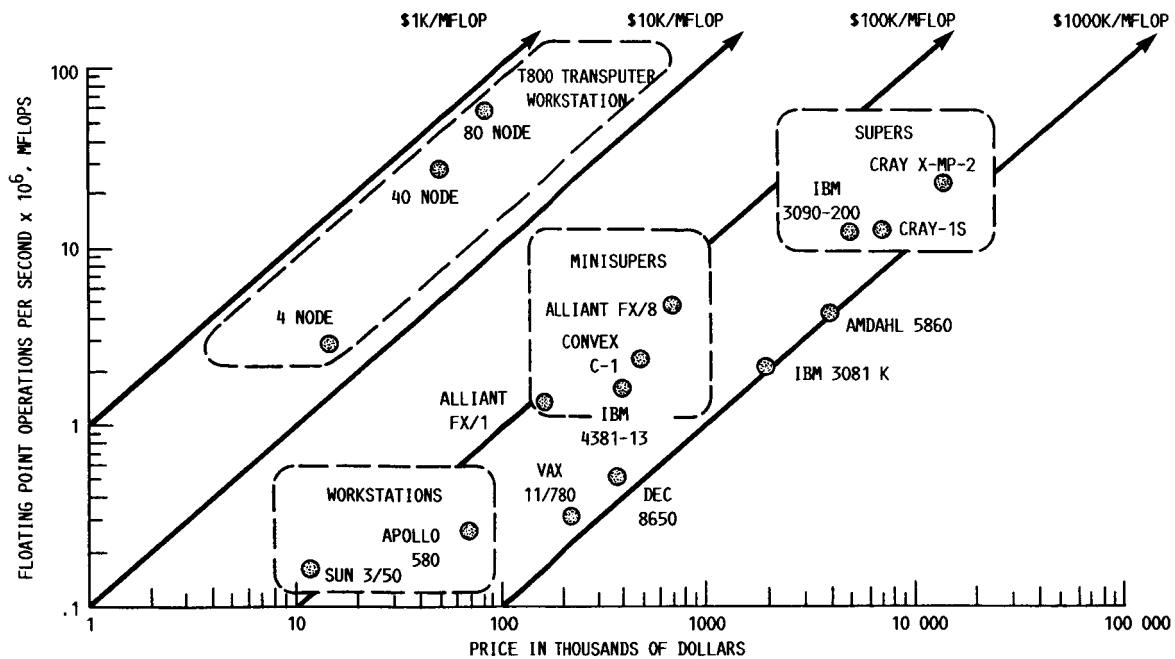 $1K/MFLOP
$10K/MFLOP
$100K/MFLOP
$1000K/MFLOP
FLOATING POINT OPERATIONS PER SECOND x 10^6, MFLOPS
100
10
1
.1
T800 TRANSPUTER
WORKSTATION
80 NODE
40 NODE
4 NODE
SUPERS
CRAY X-MP-2
IBM
3090-200
CRAY-1S
MINISUPERS
ALLIANT FX/8
CONVEX
C-1
IBM
4381-13
AMDAHL 5860
IBM 3081 K
ALLIANT
FX/1
VAX
11/780
DEC
8650
WORKSTATIONS
APOLLO
580
SUN 3/50
1
10
100
1000
10 000
100 000
PRICE IN THOUSANDS OF DOLLARS